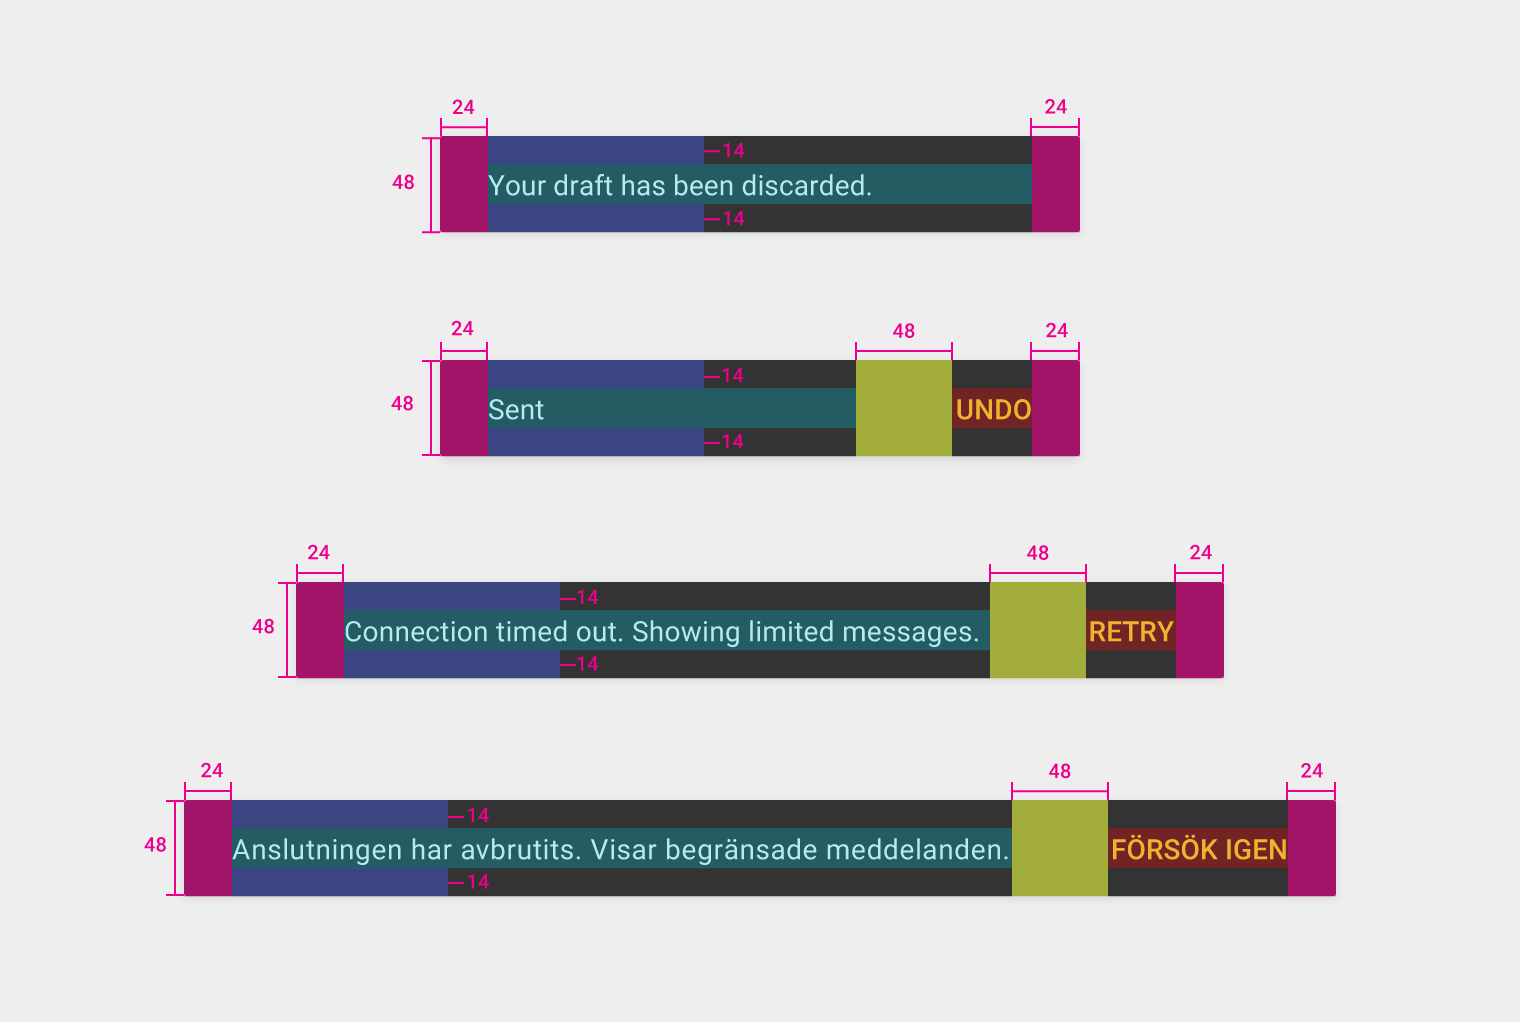 24 24
14
48 Your draft has been discarded.
14
24 48 24
14
48 Sent UNDO
14
24 48 24
14
48 Connection timed out. Showing limited messages. RETRY
14
24 48 24
14
48 Anslutningen har avbrutits. Visar begränsade meddelanden. FÖRSÖK IGEN
14